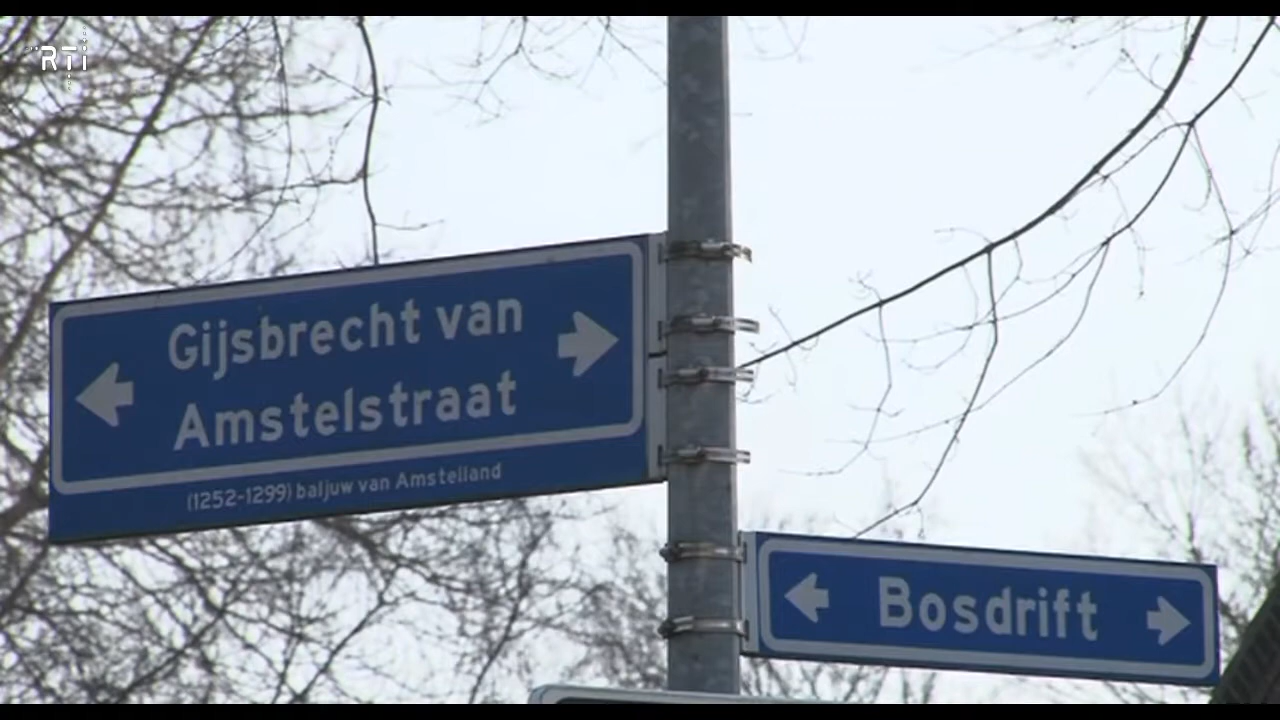 RTi
Gijsbrecht van
Amstelstraat
(1252-1299) baljuw van Amstelland
Bosdrift